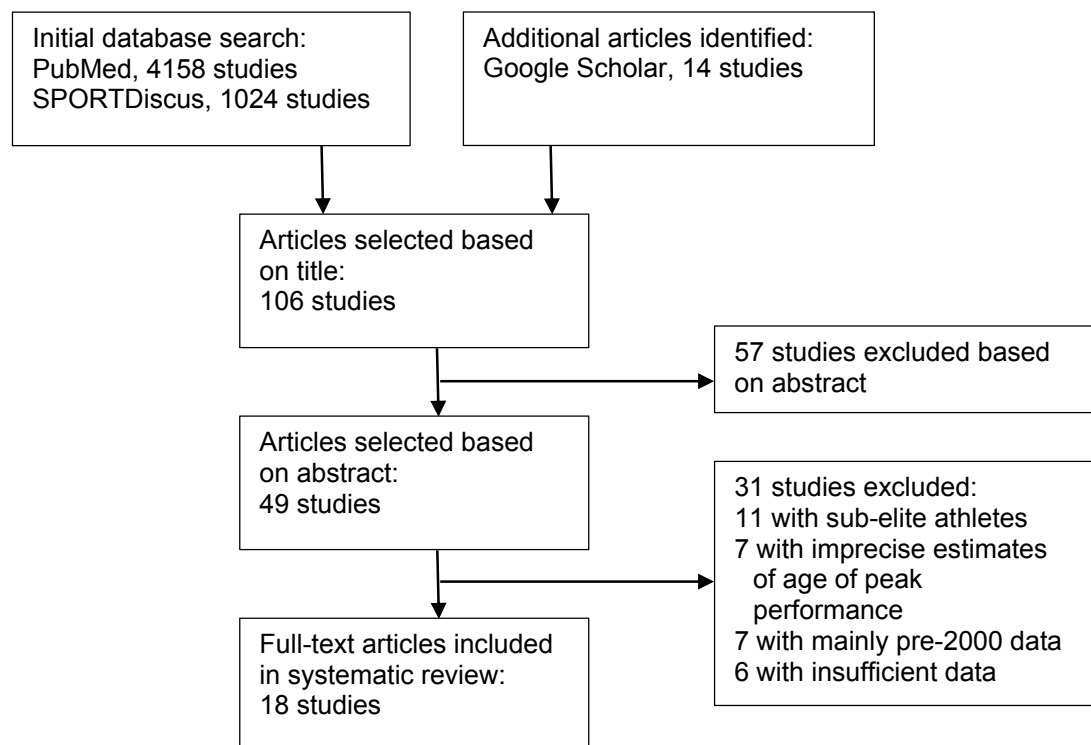 Initial database search:
PubMed, 4158 studies
SPORTDiscus, 1024 studies
Additional articles identified:
Google Scholar, 14 studies
Articles selected based
on title:
106 studies
57 studies excluded based
on abstract
Articles selected based
on abstract:
49 studies
31 studies excluded:
11 with sub-elite athletes
7 with imprecise estimates
of age of peak
performance
7 with mainly pre-2000 data
6 with insufficient data
Full-text articles included
in systematic review:
18 studies